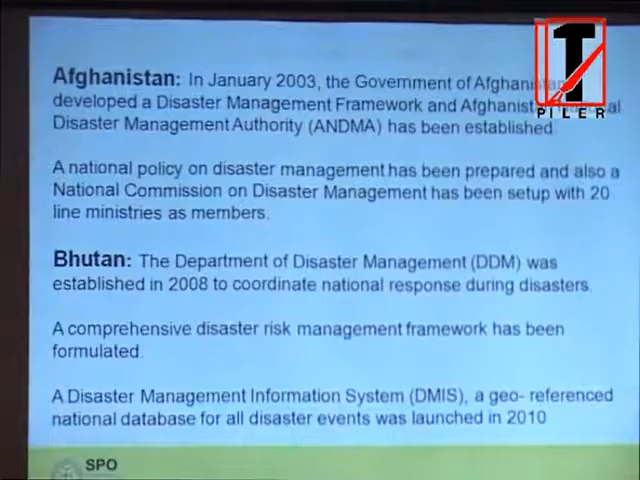 Afghanistan: In January 2003, the Government of Afghanistan
developed a Disaster Management Framework and Afghanist
Disaster Management Authority (ANDMA) has been established.
A national policy on disaster management has been prepared and also a
National Commission on Disaster Management has been setup with 20
line ministries as members.
Bhutan: The Department of Disaster Management (DDM) was
established in 2008 to coordinate national response during disasters.
A comprehensive disaster risk management framework has been
formulated.
A Disaster Management Information System (DMIS), a geo- referenced
national database for all disaster events was launched in 2010
SPO
PILER